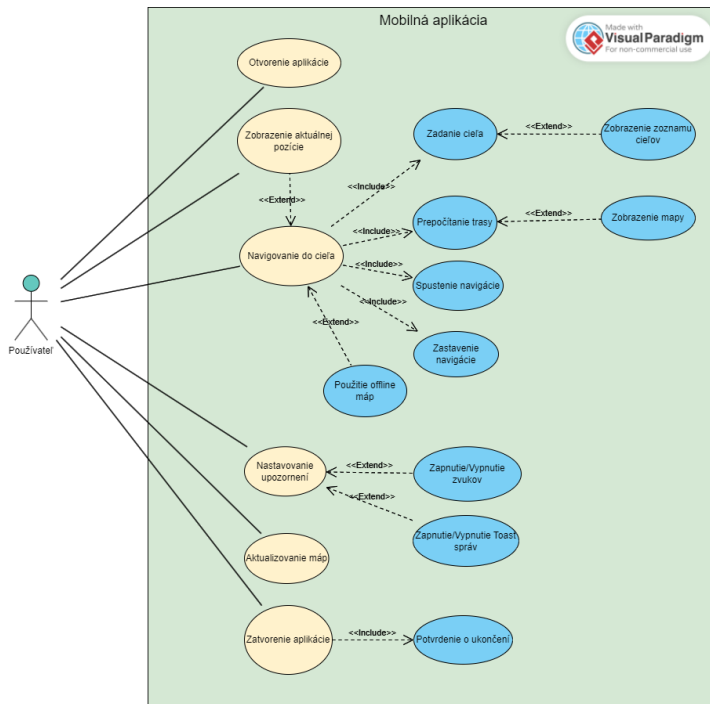 Mobilná aplikácia
Made with
Visual Paradigm
For non-commercial use
Otvorenie aplikácie
Zobrazenie aktuálnej
pozície
Zadanie cieľa
<<Extend>>
Zobrazenie zoznamu
cieľov
<<Extend>>
<<Include>>
Prepočítanie trasy
<<Extend>>
Zobrazenie mapy
<<Include>>
Navigovanie do cieľa
<<Include>>
Spustenie navigácie
<<Include>>
<<Extend>>
Zastavenie
navigácie
Používateľ
Použitie offline
máp
Nastavovanie
upozornení
<<Extend>>
Zapnutie/Vypnutie
zvukov
<<Extend>>
Zapnutie/Vypnutie Toast
správ
Aktualizovanie máp
Zatvorenie aplikácie
<<Include>>
Potvrdenie o ukončení